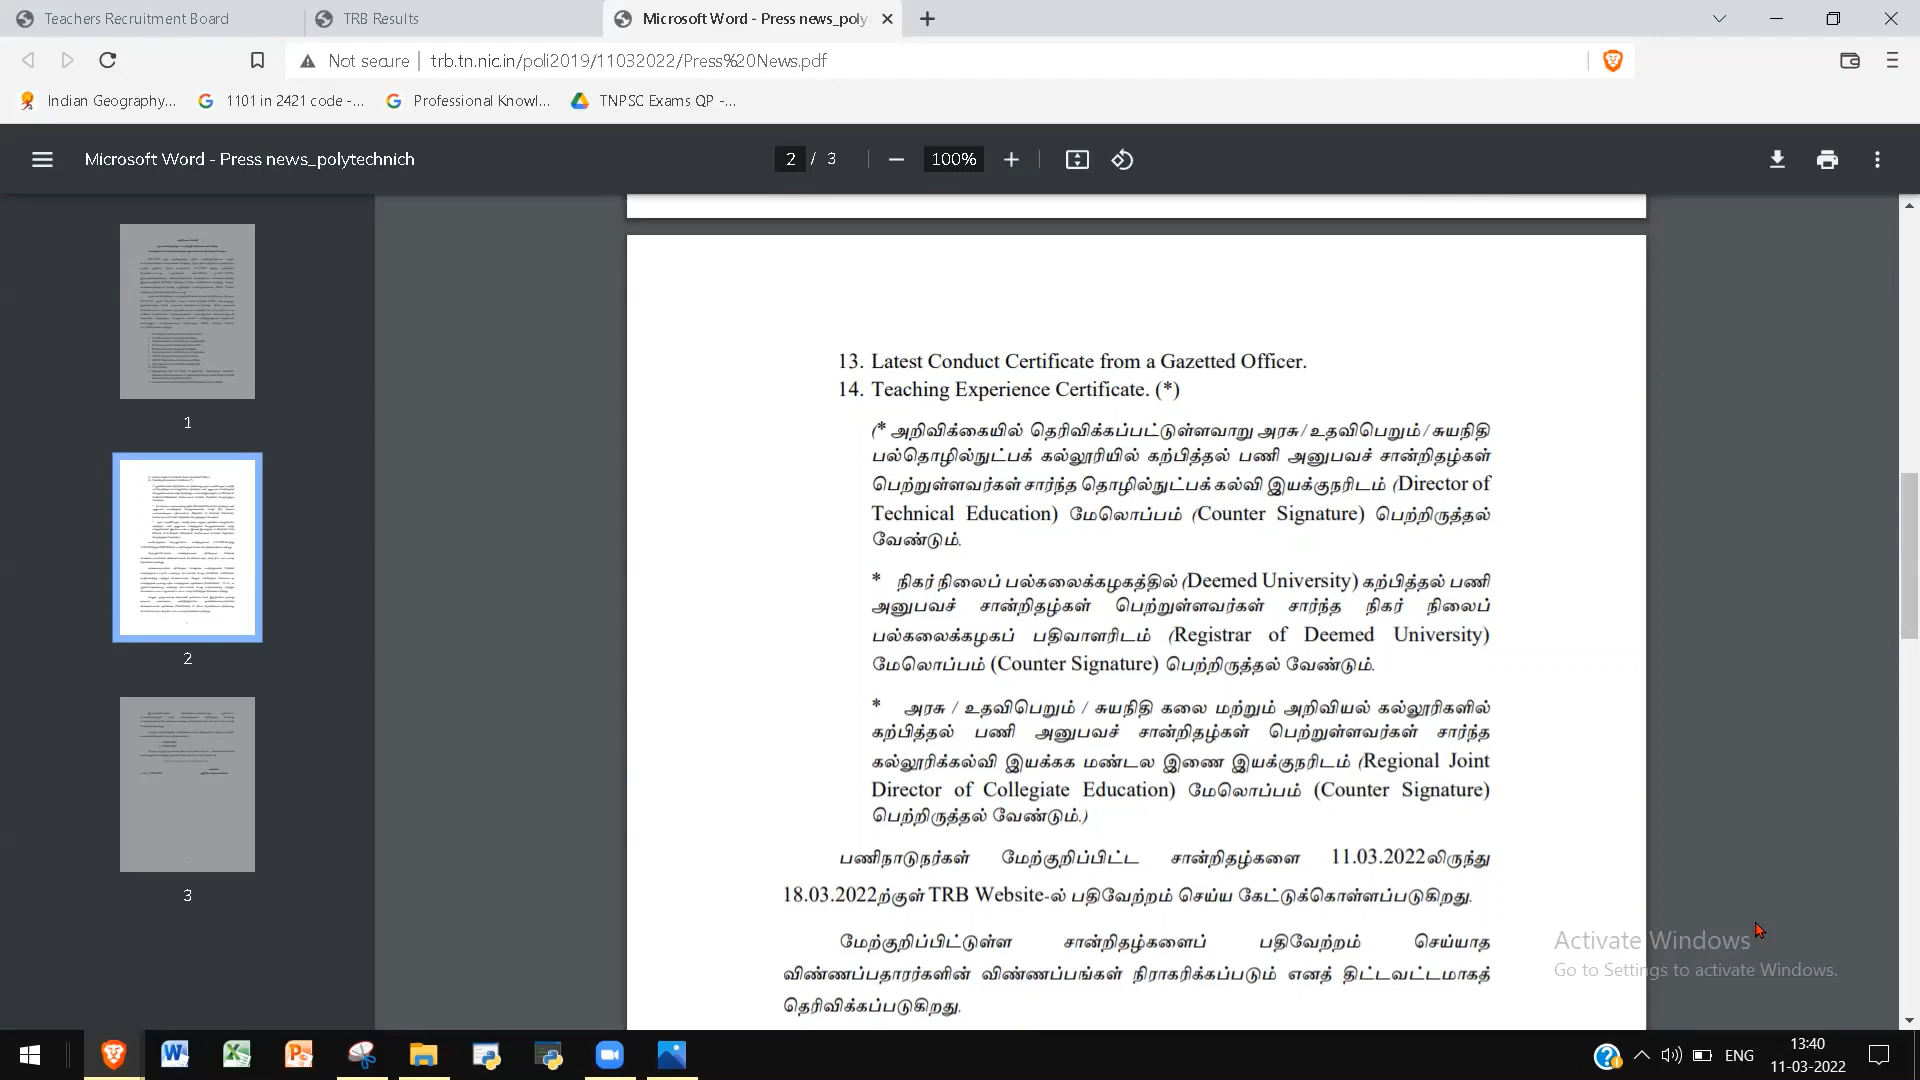 Teachers Recruitment Board
TRB Results
Microsoft Word - Press news_poly
Not secure
trb.tn.nic.in/poli2019/11032022/Press%20News.pdf
Indian Geography...
1101 in 2421 code -...
Professional Knowl...
TNPSC Exams QP -...
Microsoft Word - Press news_polytechnich
2 / 3
100%
1
2
3
13. Latest Conduct Certificate from a Gazetted Officer.
14. Teaching Experience Certificate. (*)
(* அறிவிக்கையில் தெரிவிக்கப்பட்டுள்ளவாறு அரசு / உதவிபெறும் / சுயநிதி
பல்தொழில்நுட்பக் கல்லூரியில் கற்பித்தல் பணி அனுபவச் சான்றிதழ்கள்
பெற்றுள்ளவர்கள் சார்ந்த தொழில்நுட்பக் கல்வி இயக்குநரிடம் (Director of
Technical Education) மேலொப்பம் (Counter Signature) பெற்றிருத்தல்
வேண்டும்.
* நிகர் நிலைப் பல்கலைக்கழகத்தில் (Deemed University) கற்பித்தல் பணி
அனுபவச் சான்றிதழ்கள் பெற்றுள்ளவர்கள் சார்ந்த நிகர் நிலைப்
பல்கலைக்கழகப் பதிவாளரிடம் (Registrar of Deemed University)
மேலொப்பம் (Counter Signature) பெற்றிருத்தல் வேண்டும்.
* அரசு / உதவிபெறும் / சுயநிதி கலை மற்றும் அறிவியல் கல்லூரிகளில்
கற்பித்தல் பணி அனுபவச் சான்றிதழ்கள் பெற்றுள்ளவர்கள் சார்ந்த
கல்லூரிக்கல்வி இயக்கக மண்டல இணை இயக்குநரிடம் (Regional Joint
Director of Collegiate Education) மேலொப்பம் (Counter Signature)
பெற்றிருத்தல் வேண்டும்.)
பணிநாடுநர்கள் மேற்குறிப்பிட்ட சான்றிதழ்களை 11.03.2022லிருந்து
18.03.2022ற்குள் TRB Website-ல் பதிவேற்றம் செய்ய கேட்டுக்கொள்ளப்படுகிறது.
மேற்குறிப்பிட்டுள்ள சான்றிதழ்களைப் பதிவேற்றம் செய்யாத
விண்ணப்பதாரர்களின் விண்ணப்பங்கள் நிராகரிக்கப்படும் எனத் திட்டவட்டமாகத்
தெரிவிக்கப்படுகிறது.
Activate Windows
Go to Settings to activate Windows.
ENG
13:40
11-03-2022